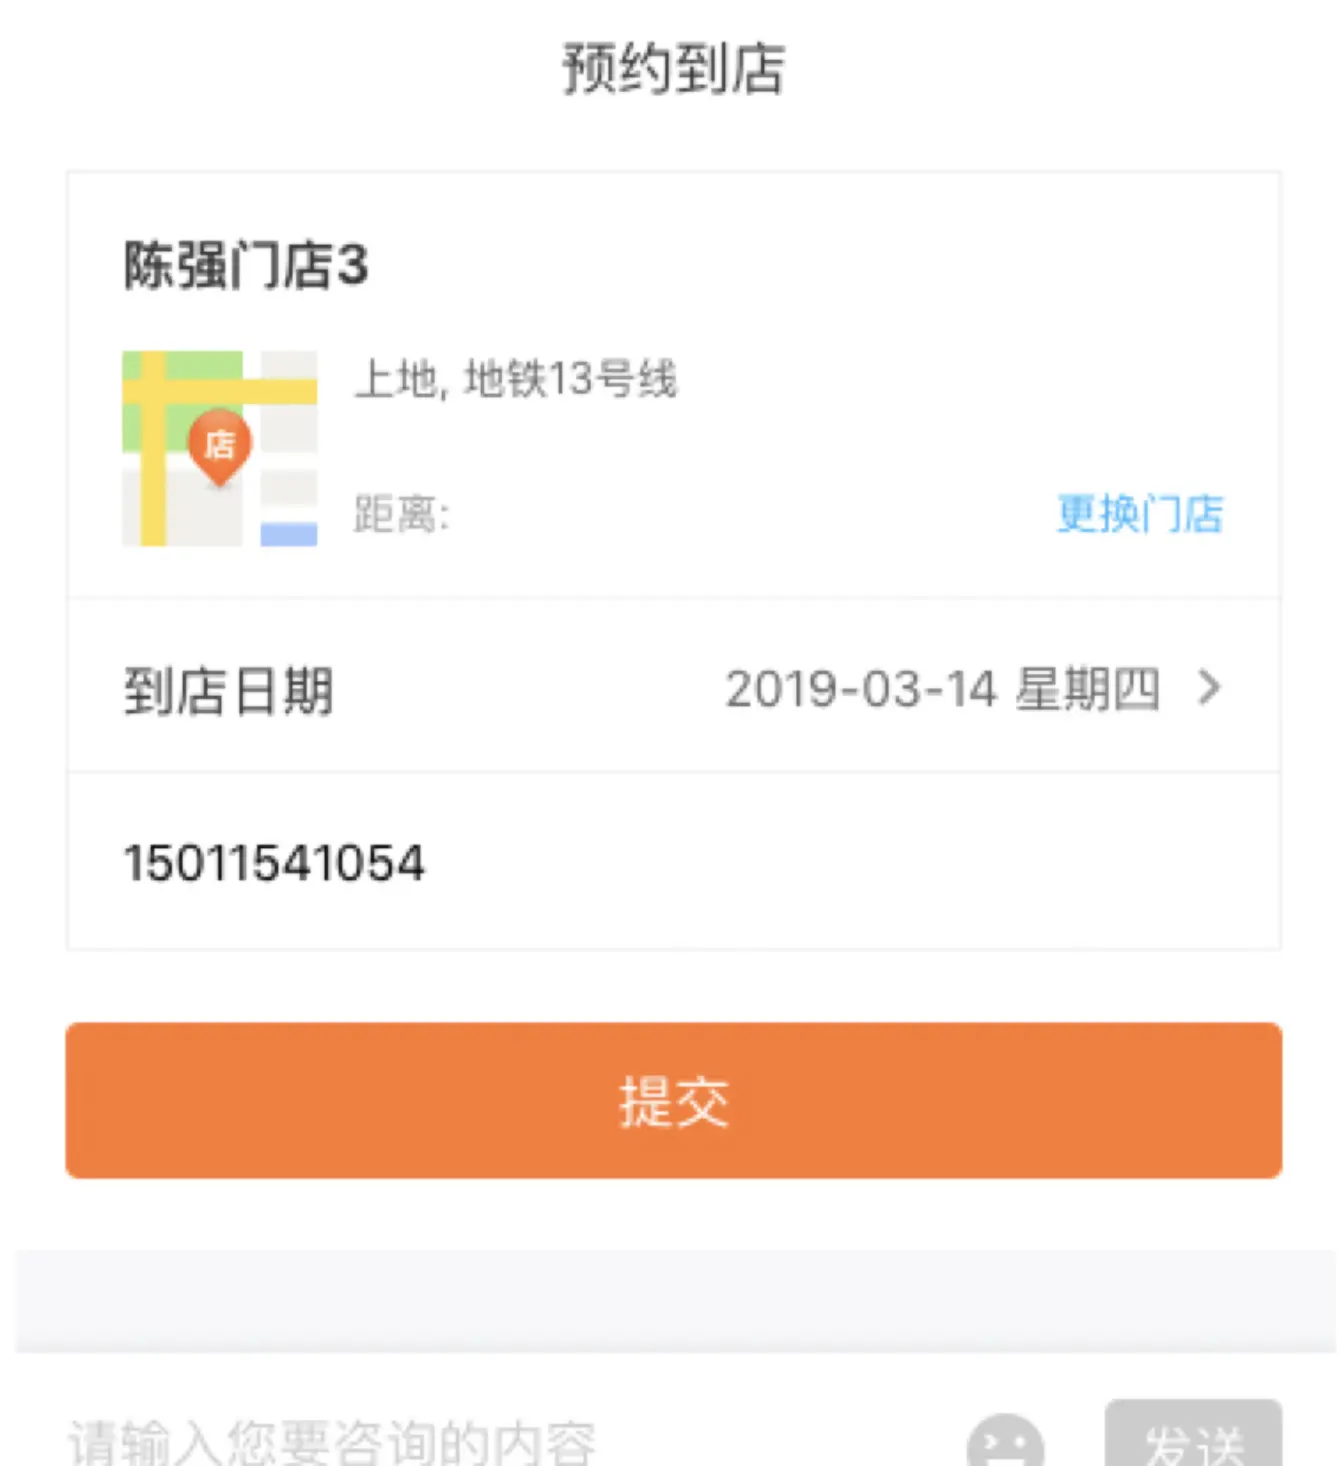 预约到店
陈强门店3
店
上地, 地铁13号线
距离:
更换门店
到店日期
2019-03-14 星期四
15011541054
提交
请输入您要咨询的内容
发送